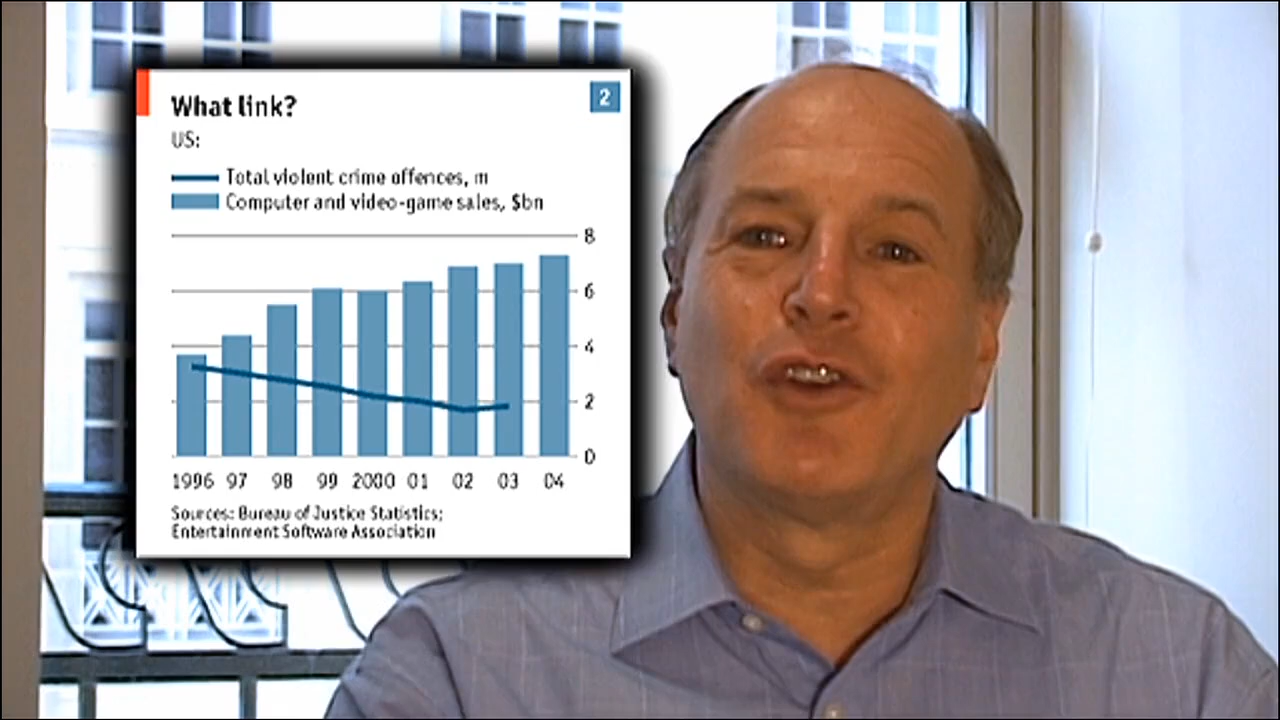 What link?
2
US:
Total violent crime offences, m
Computer and video-game sales, $bn
8
6
4
2
0
1996 97 98 99 2000 01 02 03 04
Sources: Bureau of Justice Statistics;
Entertainment Software Association